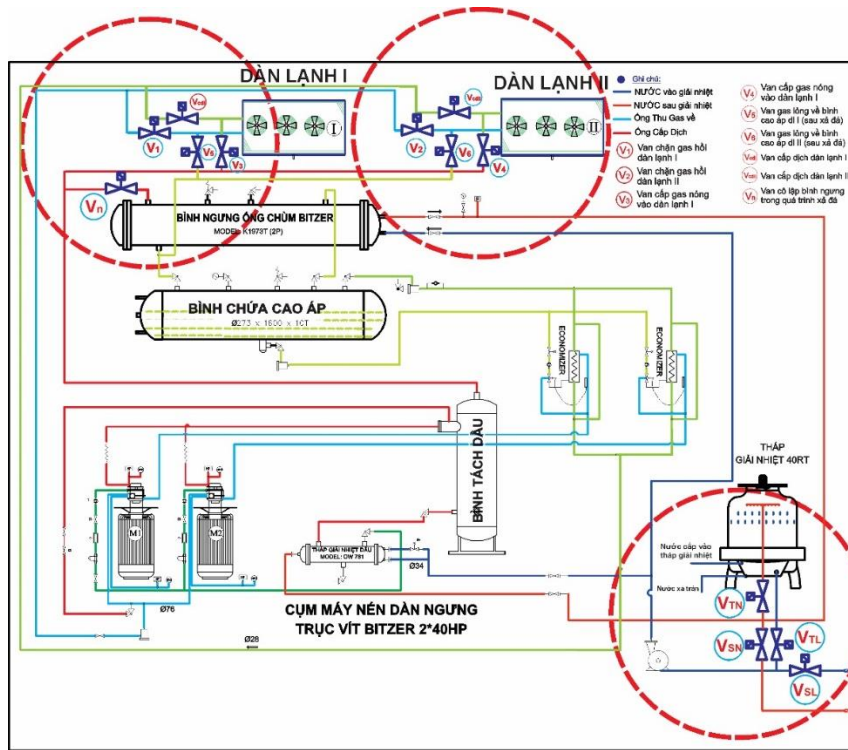 DÀN LẠNH I
DÀN LẠNH II
Ghi chú:
NƯỚC vào giải nhiệt
NƯỚC sau giải nhiệt
Ống Thu Gas về
Ống Cấp Dịch
V1 Van chặn gas hồi
dàn lạnh I
V2 Van chặn gas hồi
dàn lạnh II
V3 Van cấp gas nóng
vào dàn lạnh I
V4 Van cấp gas nóng
vào dàn lạnh I
V5 Van gas lỏng về bình
cao áp dl I (sau xả đá)
V6 Van gas lỏng về bình
cao áp dl II (sau xả đá)
Van cấp dịch dàn lạnh I
Van cấp dịch dàn lạnh II
Vn Van cô lập bình ngưng
trong quá trình xả đá
V1
V5
V3
I
V2
V6
V4
II
Vn
BÌNH NGƯNG ỐNG CHÙM BITZER
MODEL: K1973T (2P)
BÌNH CHỨA CAO ÁP
Ø273 x 1600 x 10T
ECONOMIZER
ECONOMIZER
BÌNH TÁCH DẦU
THÁP
GIẢI NHIỆT 40RT
M1
M2
THÁP GIẢI NHIỆT DẦU
MODEL: OW 781
Ø34
Ø76
Ø28
CỤM MÁY NÉN DÀN NGƯNG
TRỤC VÍT BITZER 2*40HP
Nước cấp vào
tháp giải nhiệt
Nước xả tràn
VTN
VSN
VTL
VSL